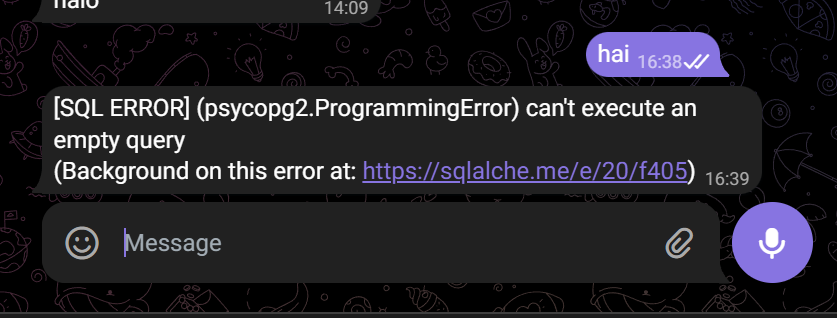 halo
14:09
hai 16:38
[SQL ERROR] (psycopg2.ProgrammingError) can't execute an
empty query
(Background on this error at: https://sqlalche.me/e/20/f405) 16:39
Message